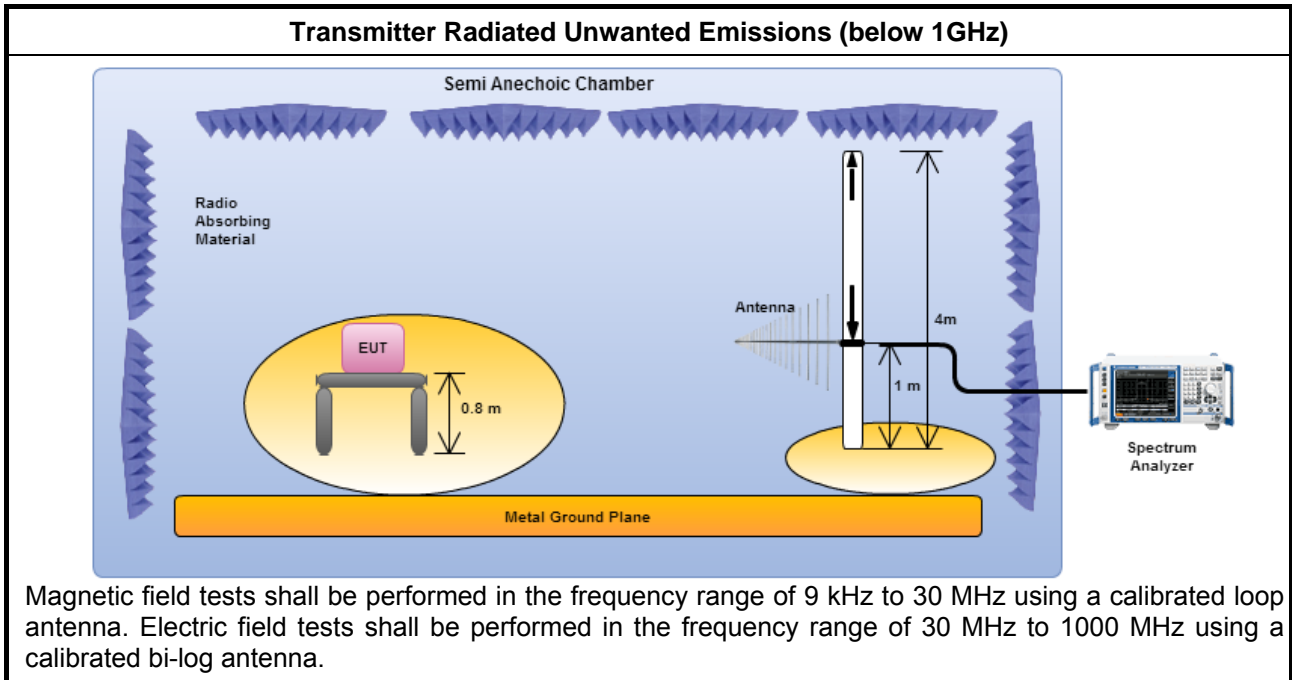 Transmitter Radiated Unwanted Emissions (below 1GHz)
Semi Anechoic Chamber
Radio
Absorbing
Material
Antenna
4m
EUT
1 m
0.8 m
Spectrum
Analyzer
Metal Ground Plane
Magnetic field tests shall be performed in the frequency range of 9 kHz to 30 MHz using a calibrated loop
antenna. Electric field tests shall be performed in the frequency range of 30 MHz to 1000 MHz using a
calibrated bi-log antenna.